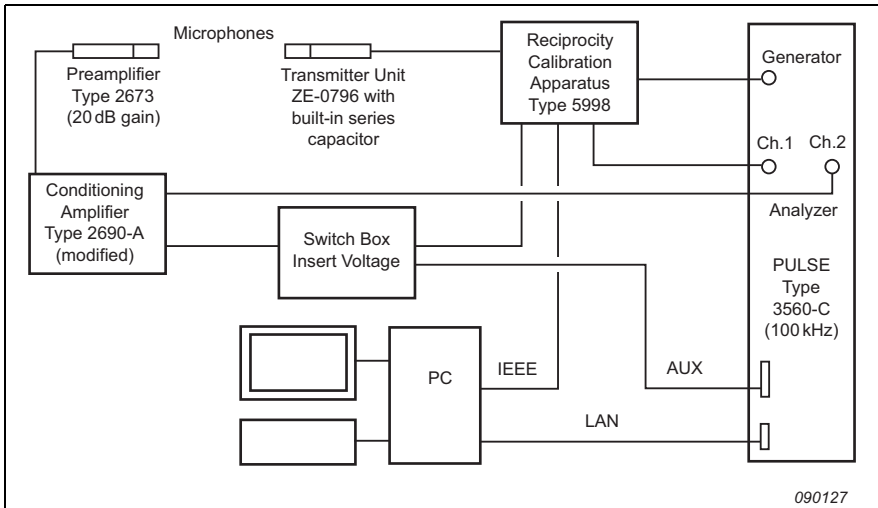 Microphones
Preamplifier
Type 2673
(20 dB gain)
Transmitter Unit
ZE-0796 with
built-in series
capacitor
Reciprocity
Calibration
Apparatus
Type 5998
Generator
Ch.1
Ch.2
Analyzer
Conditioning
Amplifier
Type 2690-A
(modified)
Switch Box
Insert Voltage
PULSE
Type
3560-C
(100 kHz)
PC
IEEE
AUX
LAN
090127